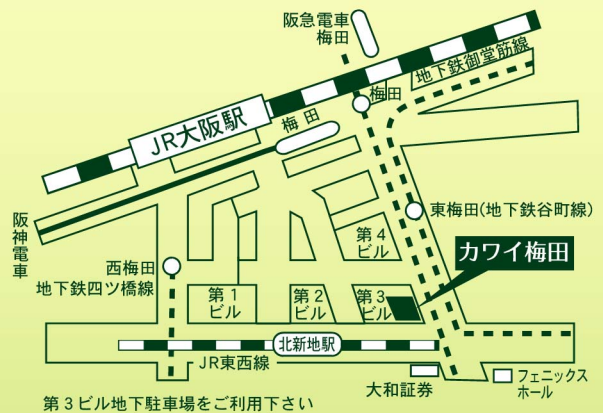 阪急電車
梅田
地下鉄御堂筋線
梅田
JR大阪駅
梅田
阪神電車
東梅田(地下鉄谷町線)
第4
ビル
カワイ梅田
西梅田
地下鉄四ツ橋線
第1
ビル
第2
ビル
第3
ビル
北新地駅
JR東西線
大和証券
フェニックス
ホール
第3ビル地下駐車場をご利用下さい